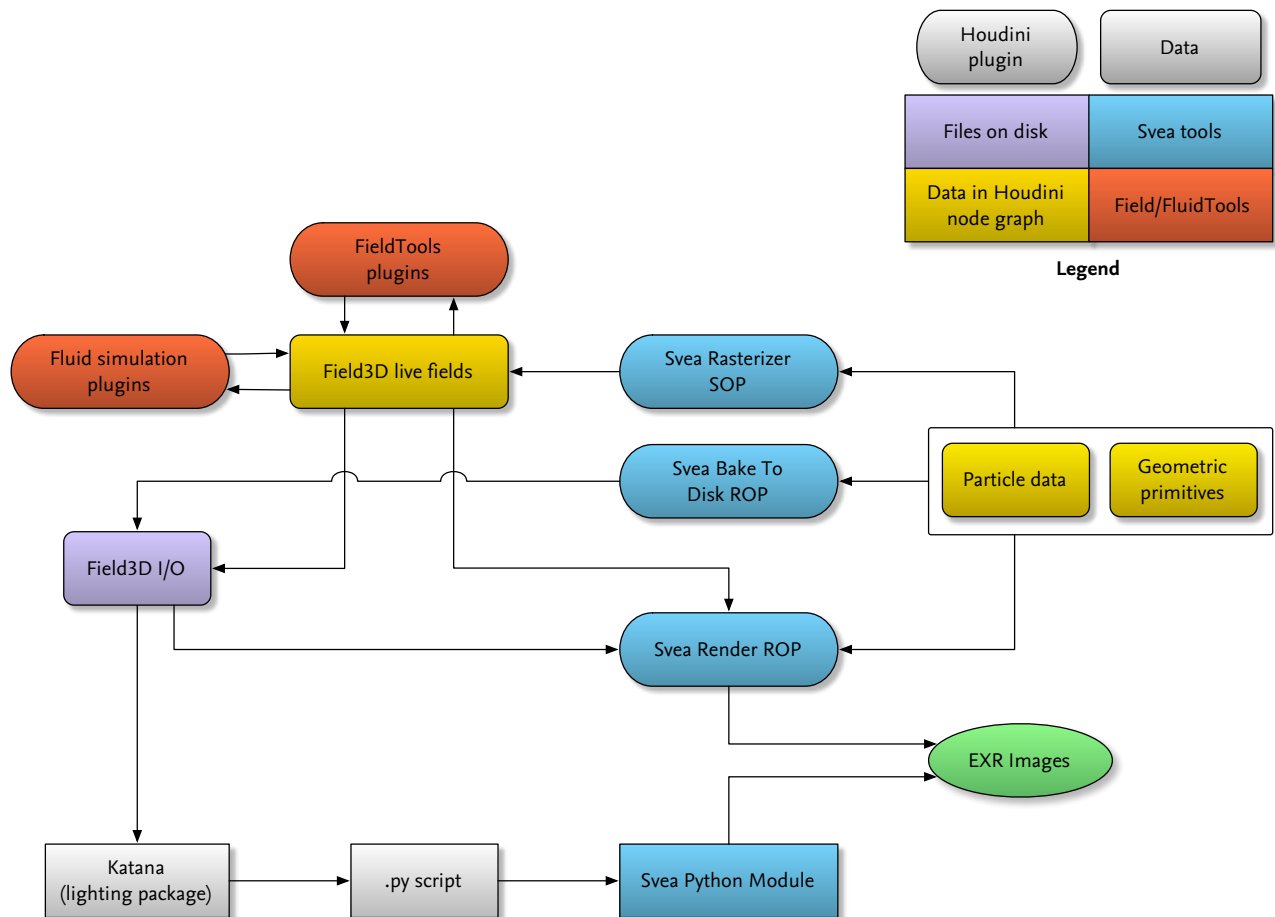 Houdini
plugin
Data
Files on disk
Svea tools
Data in Houdini
node graph
Field/FluidTools
Legend
FieldTools
plugins
Fluid simulation
plugins
Field3D live fields
Svea Rasterizer
SOP
Svea Bake To
Disk ROP
Particle data
Geometric
primitives
Field3D I/O
Svea Render ROP
EXR Images
Katana
(lighting package)
.py script
Svea Python Module